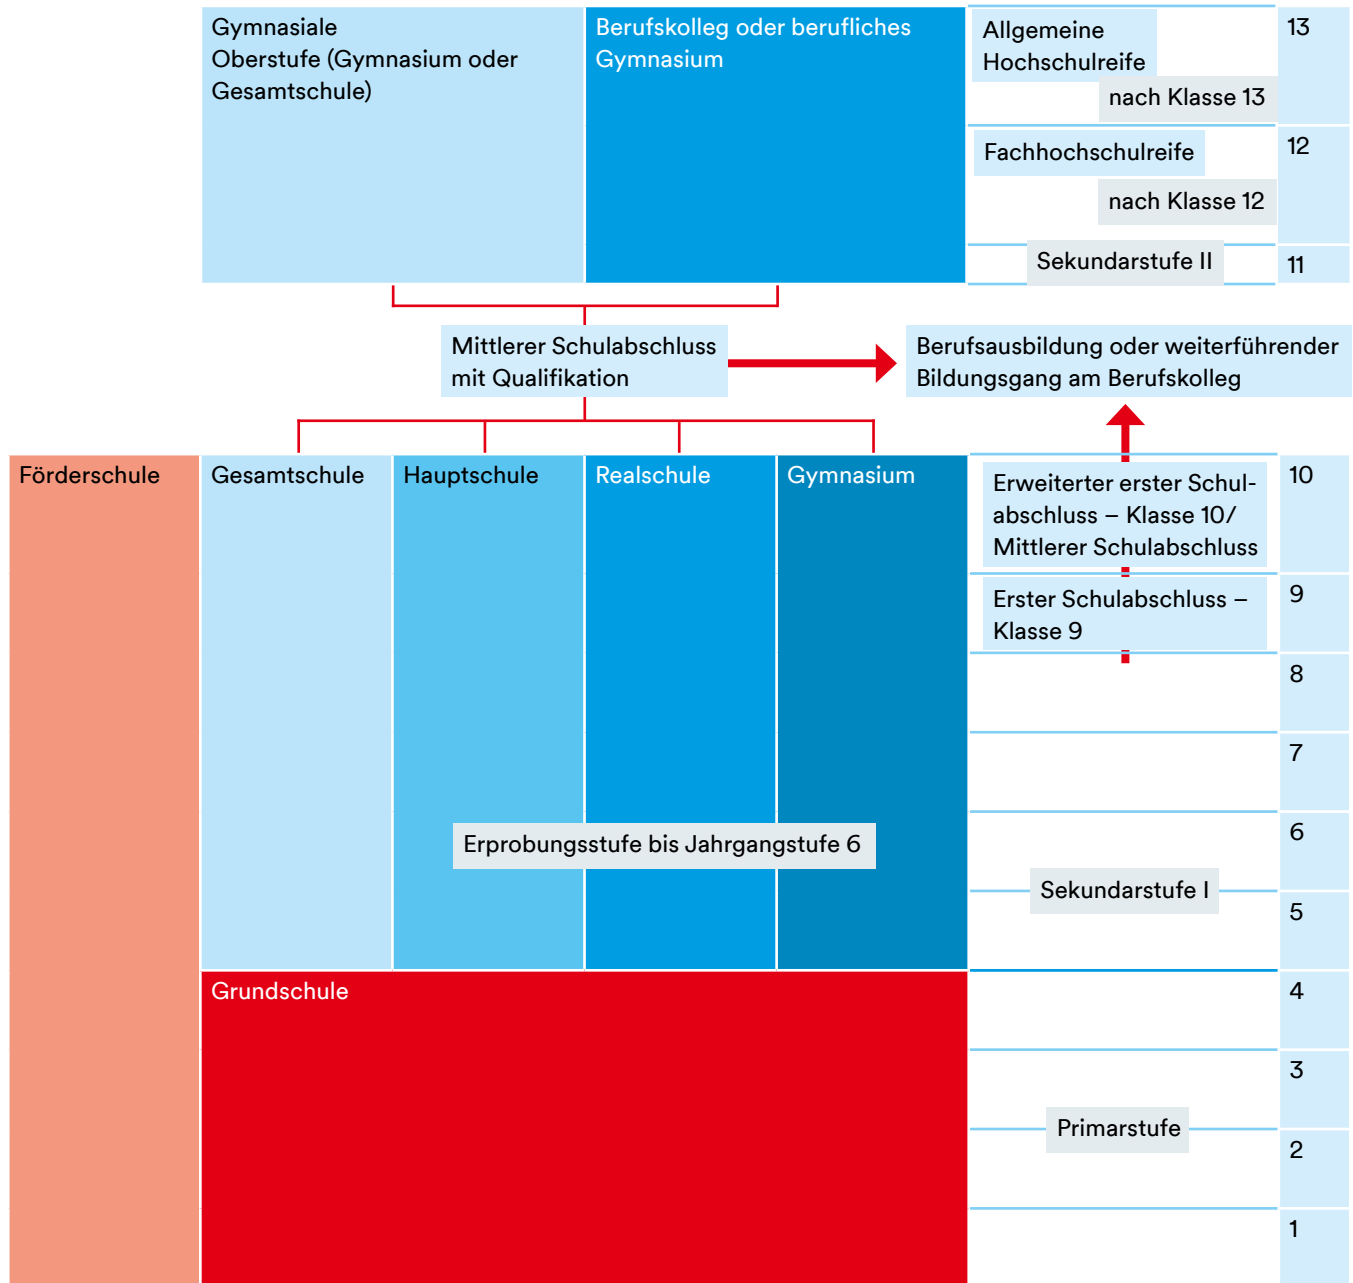 Gymnasiale
Oberstufe (Gymnasium oder
Gesamtschule)
Berufskolleg oder berufliches
Gymnasium
Allgemeine
Hochschulreife
nach Klasse 13
13
Fachhochschulreife
nach Klasse 12
12
Sekundarstufe II
11
Mittlerer Schulabschluss
mit Qualifikation
Berufsausbildung oder weiterführender
Bildungsgang am Berufskolleg
Förderschule
Gesamtschule
Hauptschule
Realschule
Gymnasium
Erweiterter erster Schul-
abschluss – Klasse 10/
Mittlerer Schulabschluss
10
Erster Schulabschluss –
Klasse 9
9
8
7
Erprobungsstufe bis Jahrgangstufe 6
6
Sekundarstufe I
5
Grundschule
4
3
Primarstufe
2
1